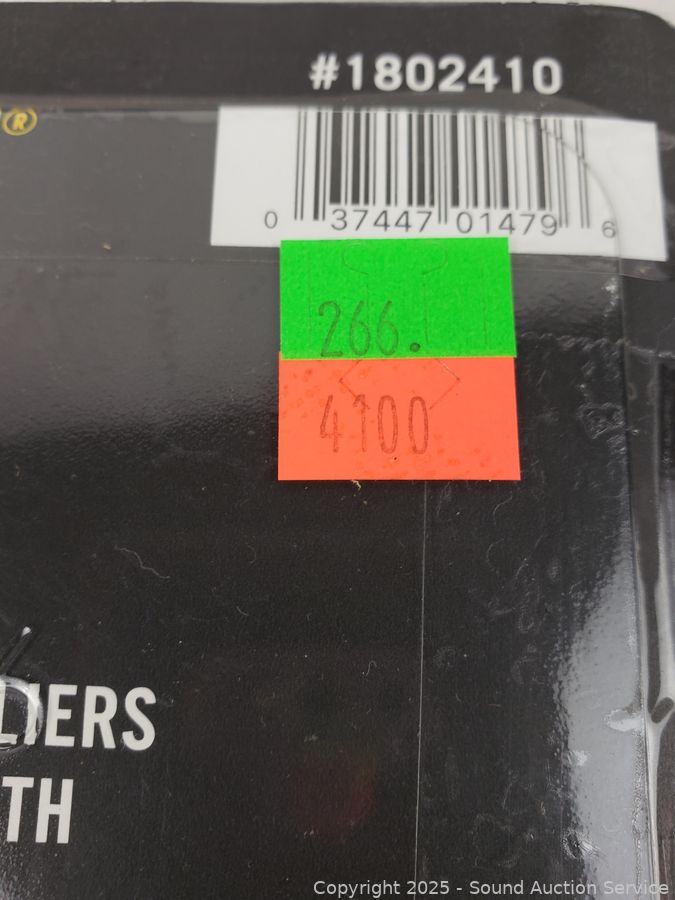 #1802410
®
0 37447 01479 6
266.
4100
LIERS
TH
Copyright 2025 - Sound Auction Service